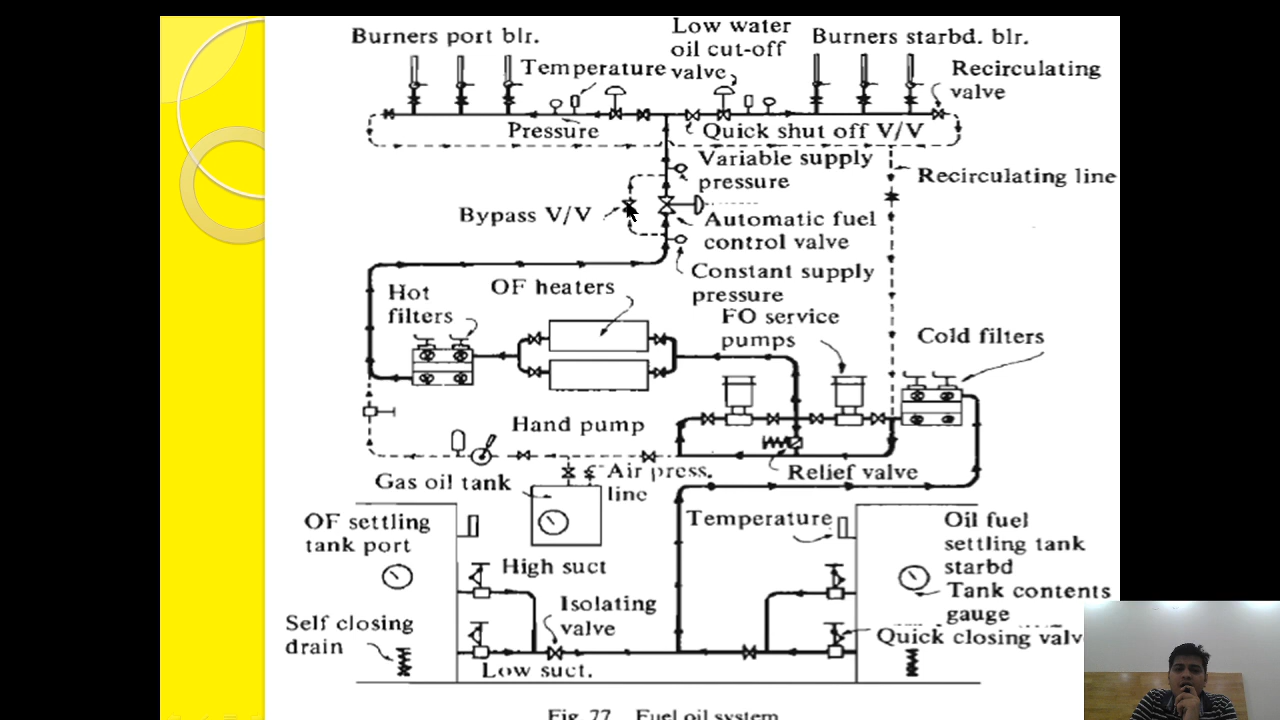 Burners port blr.
Low water
oil cut-off
valve
Burners starbd. blr.
Temperature
Recirculating
valve
Pressure
Quick shut off V/V
Variable supply
pressure
Recirculating line
Bypass V/V
Automatic fuel
control valve
Constant supply
pressure
OF heaters
Hot
filters
FO service
pumps
Cold filters
Hand pump
Air press.
line
Relief valve
Gas oil tank
OF settling
tank port
Temperature
Oil fuel
settling tank
starbd
Tank contents
gauge
High suct
Isolating
valve
Self closing
drain
Quick closing valv
Low suct.
Fig. 77 Fuel oil system